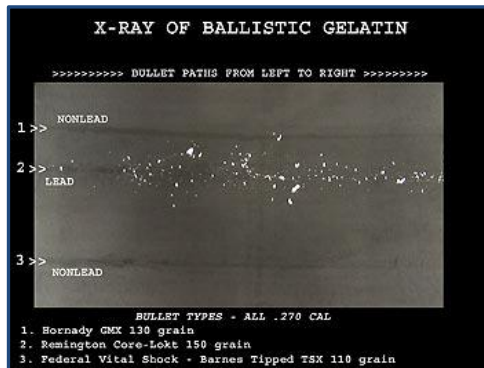 X-RAY OF BALLISTIC GELATIN
>>>>>>>>>> BULLET PATHS FROM LEFT TO RIGHT >>>>>>>>>
NONLEAD
1 >>
2 >>
LEAD
3 >>
NONLEAD
BULLET TYPES - ALL .270 CAL
1. Hornady GMX 130 grain
2. Remington Core-Lokt 150 grain
3. Federal Vital Shock - Barnes Tipped TSX 110 grain